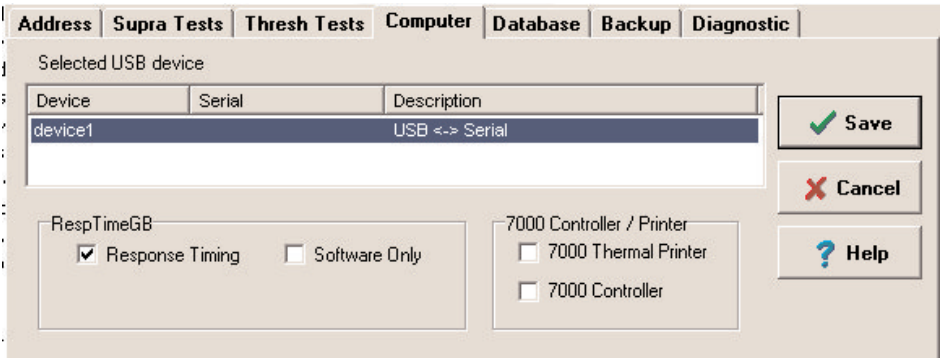 Address Supra Tests Thresh Tests Computer Database Backup Diagnostic
Selected USB device
Device Serial Description
device1 USB <-> Serial
Save
Cancel
Help
RespTimeGB
Response Timing Software Only
7000 Controller / Printer
7000 Thermal Printer
7000 Controller